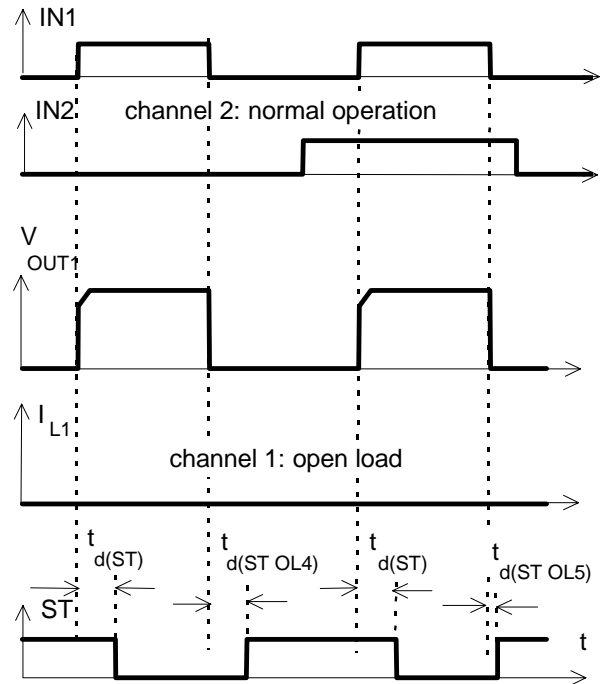 IN1
IN2 channel 2: normal operation
V
OUT1
I L1
channel 1: open load
t d(ST)
t d(ST OL4)
t d(ST)
t d(ST OL5)
ST
t